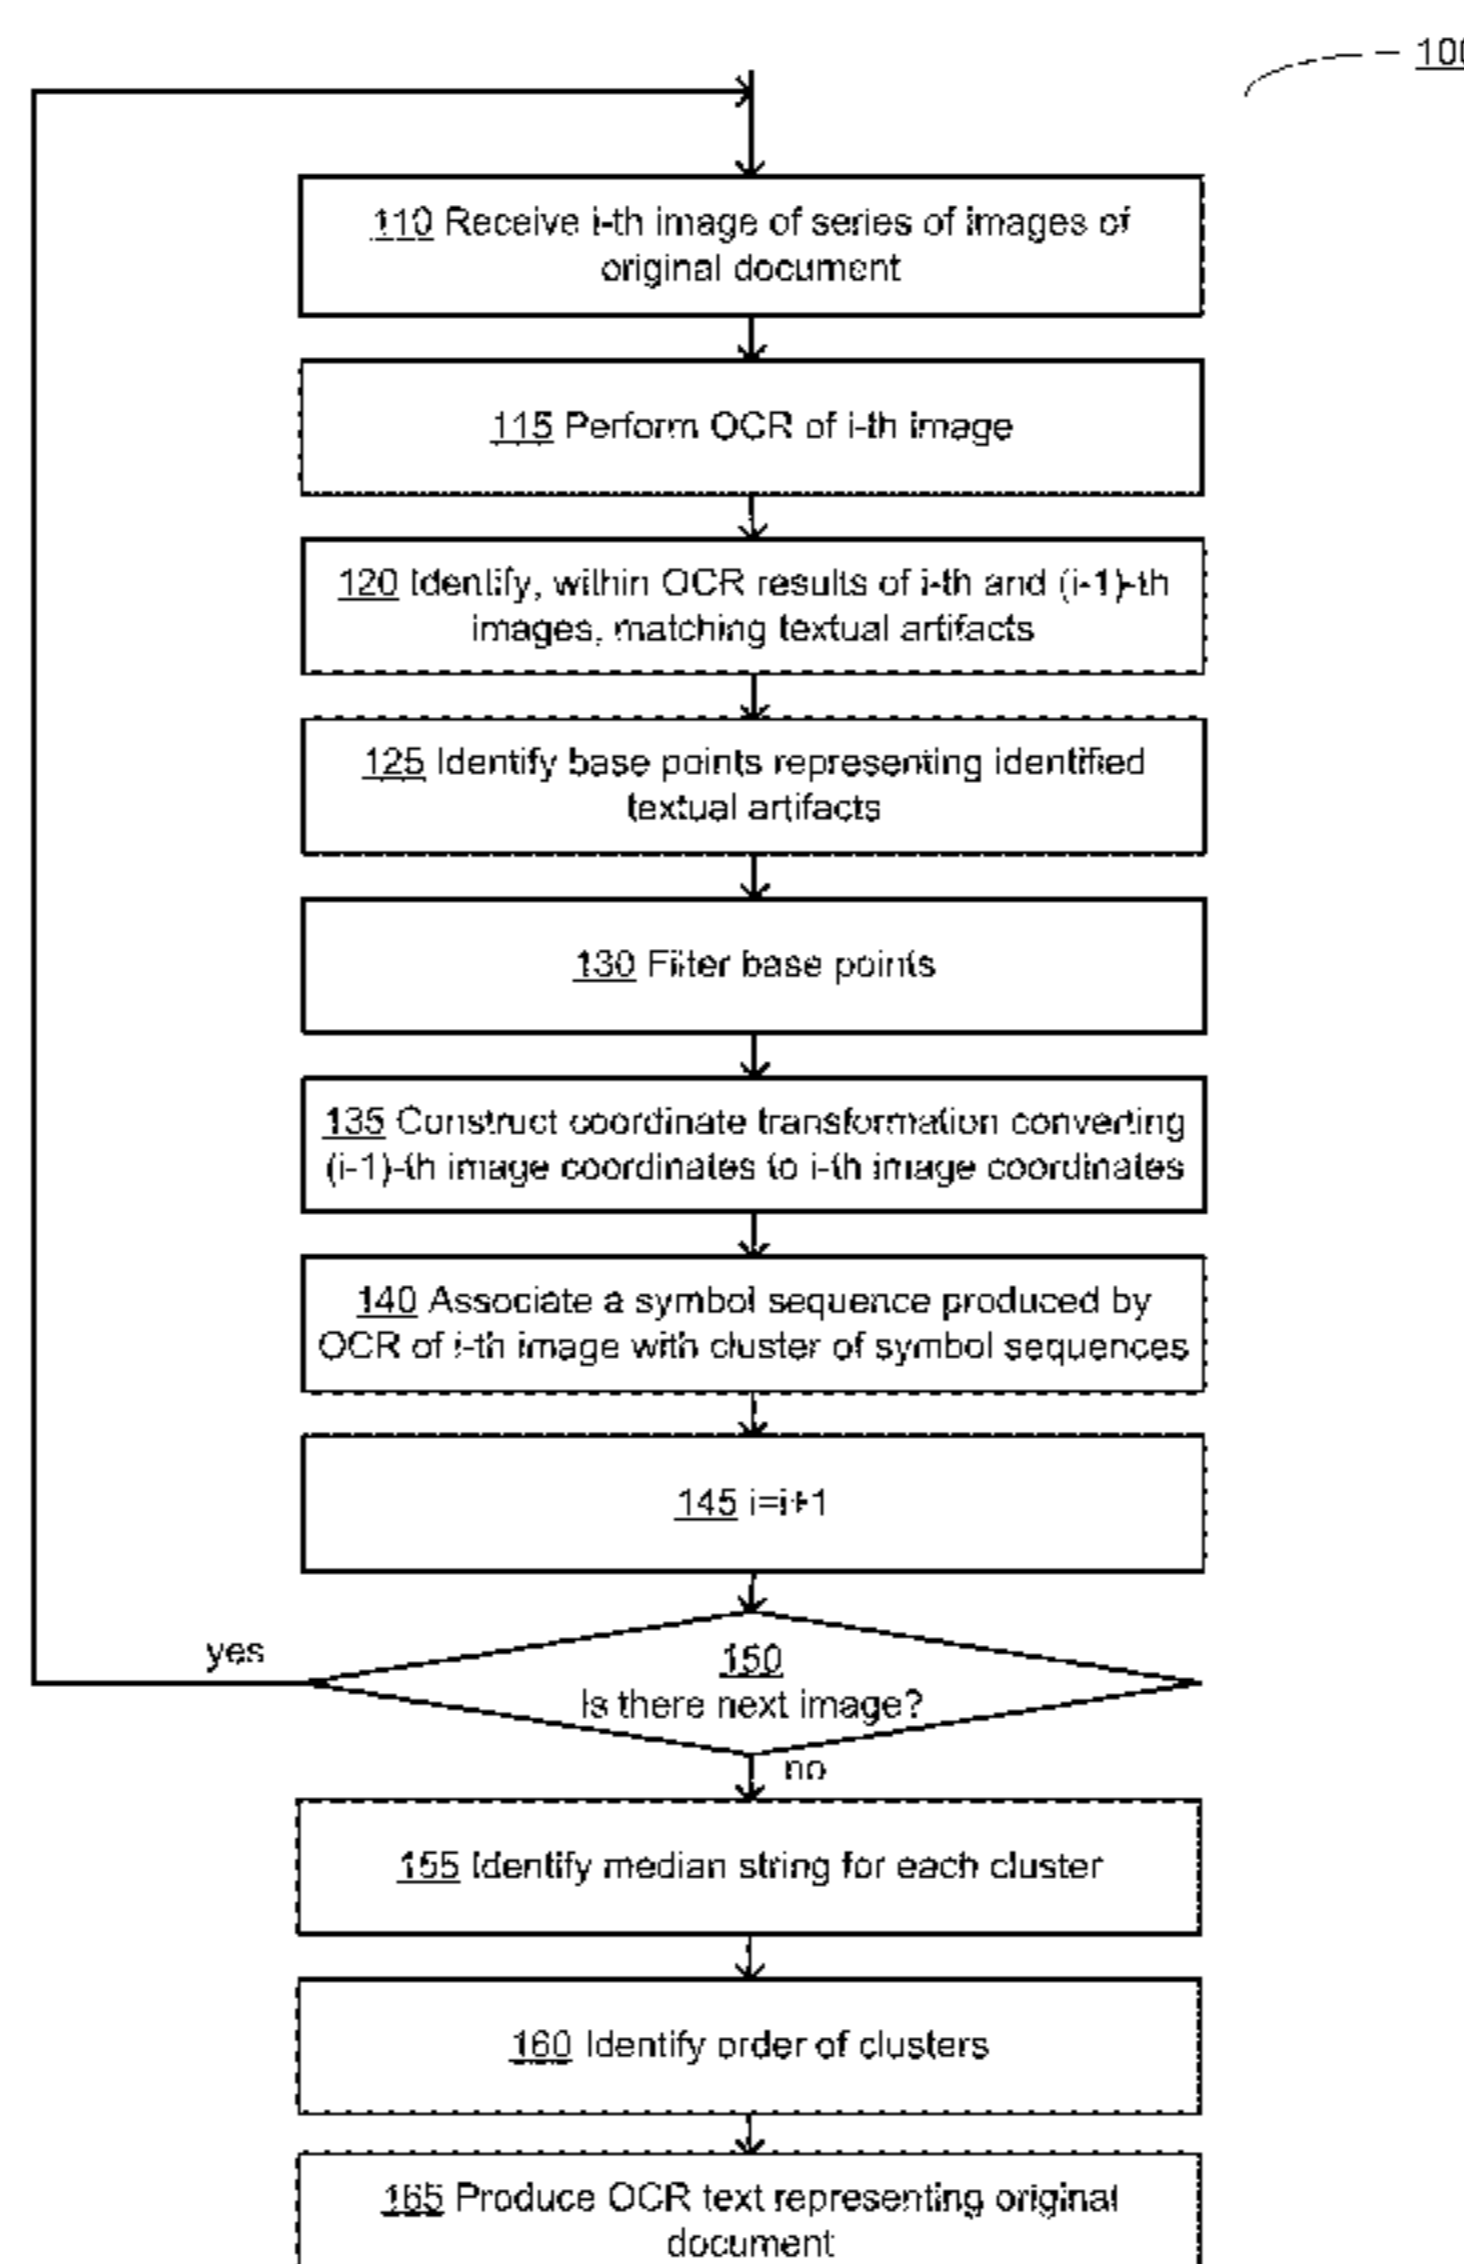 100
110 Receive i-th image of series of images of
original document
115 Perform OCR of i-th image
120 Identify, within OCR results of i-th and (i-1)-th
images, matching textual artifacts
125 Identify base points representing identified
textual artifacts
130 Filter base points
135 Construct coordinate transformation converting
(i-1)-th image coordinates to i-th image coordinates
140 Associate a symbol sequence produced by
OCR of i-th image with cluster of symbol sequences
145 i=i+1
yes
150
Is there next image?
no
155 Identify median string for each cluster
160 Identify order of clusters
165 Produce OCR text representing original
document